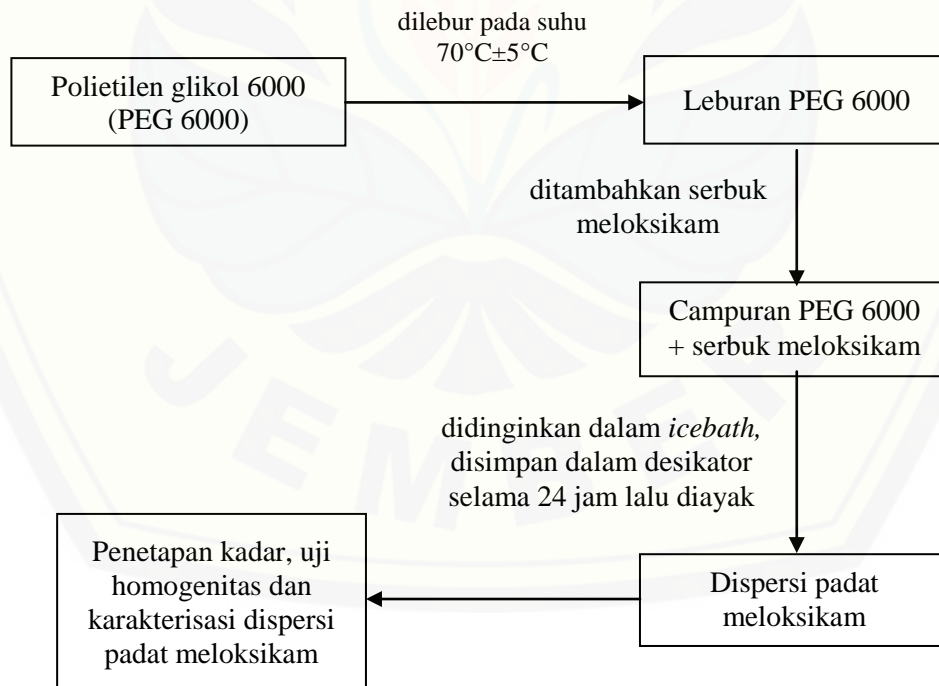 dilebur pada suhu
70°C±5°C
Polietilen glikol 6000
(PEG 6000)
Leburan PEG 6000
ditambahkan serbuk
meloksikam
Campuran PEG 6000
+ serbuk meloksikam
didinginkan dalam icebath,
disimpan dalam desikator
selama 24 jam lalu diayak
Dispersi padat
meloksikam
Penetapan kadar, uji
homogenitas dan
karakterisasi dispersi
padat meloksikam
JEMBER